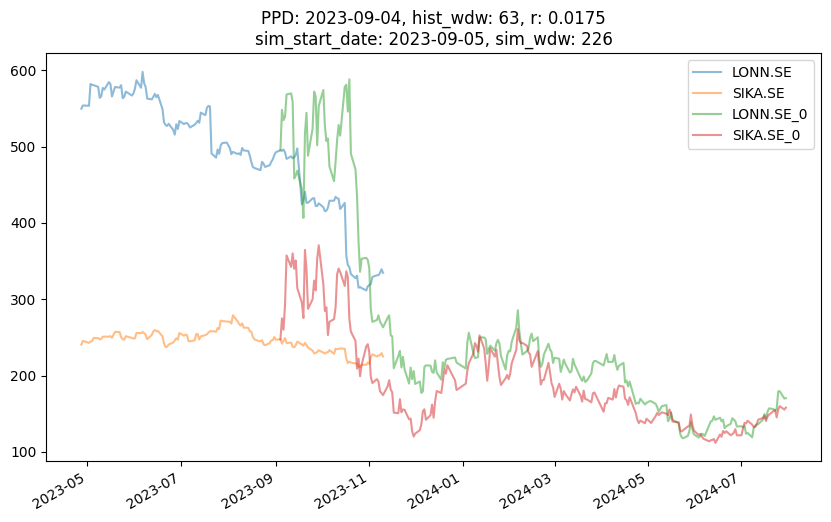 PPD: 2023-09-04, hist_wdw: 63, r: 0.0175
sim_start_date: 2023-09-05, sim_wdw: 226
600
500
400
300
200
100
LONN.SE
SIKA.SE
LONN.SE_0
SIKA.SE_0
2023-05
2023-07
2023-09
2023-11
2024-01
2024-03
2024-05
2024-07